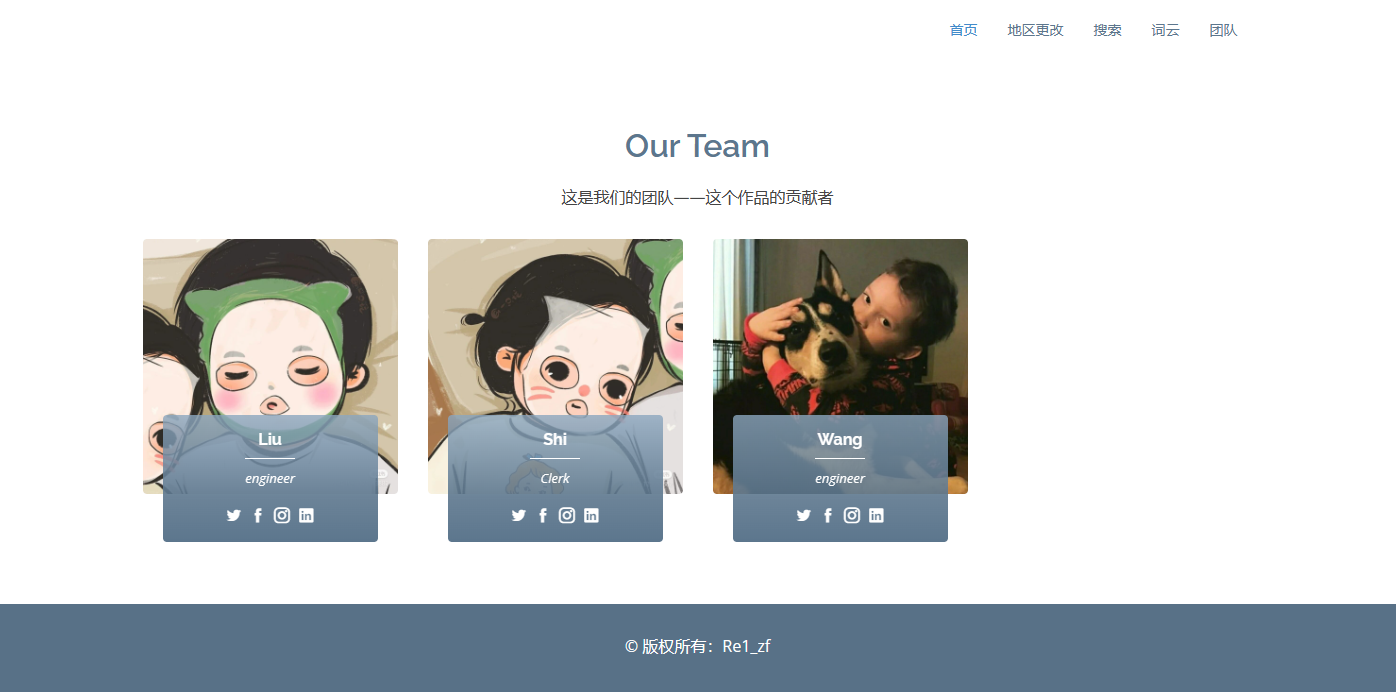 首页 地区更改 搜索 词云 团队
Our Team
这是我们的团队——这个作品的贡献者
Liu
engineer
Shi
Clerk
Wang
engineer
© 版权所有：Re1_zf